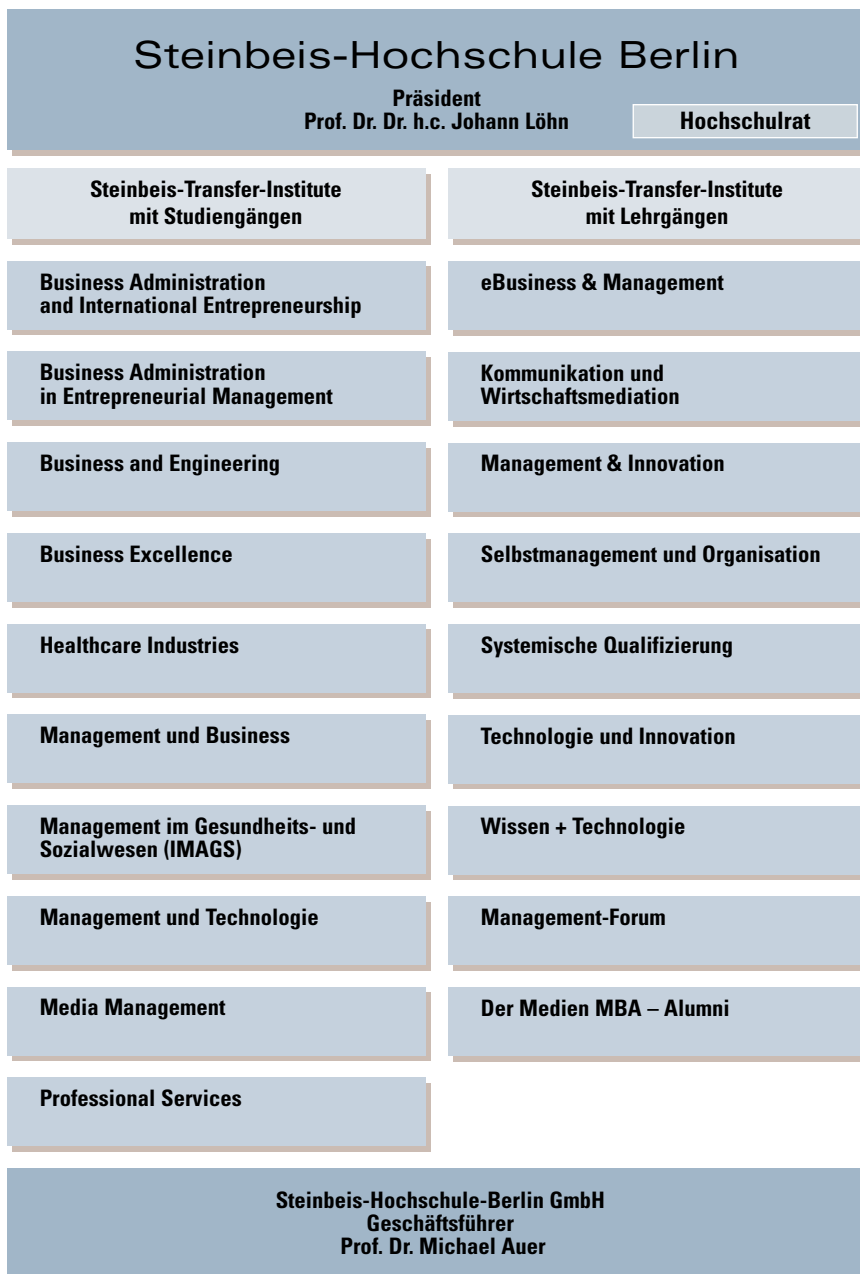 Steinbeis-Hochschule Berlin
Präsident
Prof. Dr. Dr. h.c. Johann Löhn
Hochschulrat
Steinbeis-Transfer-Institute
mit Studiengängen
Business Administration
and International Entrepreneurship
Business Administration
in Entrepreneurial Management
Business and Engineering
Business Excellence
Healthcare Industries
Management und Business
Management im Gesundheits- und
Sozialwesen (IMAGS)
Management und Technologie
Media Management
Professional Services
Steinbeis-Transfer-Institute
mit Lehrgängen
eBusiness & Management
Kommunikation und
Wirtschaftsmediation
Management & Innovation
Selbstmanagement und Organisation
Systemische Qualifizierung
Technologie und Innovation
Wissen + Technologie
Management-Forum
Der Medien MBA – Alumni
Steinbeis-Hochschule-Berlin GmbH
Geschäftsführer
Prof. Dr. Michael Auer